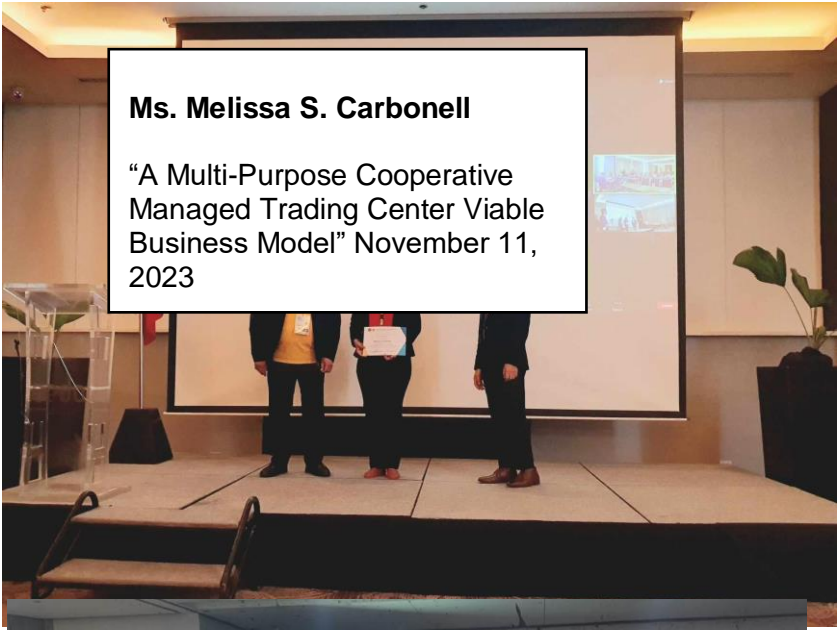 Ms. Melissa S. Carbonell
“A Multi-Purpose Cooperative
Managed Trading Center Viable
Business Model” November 11,
2023